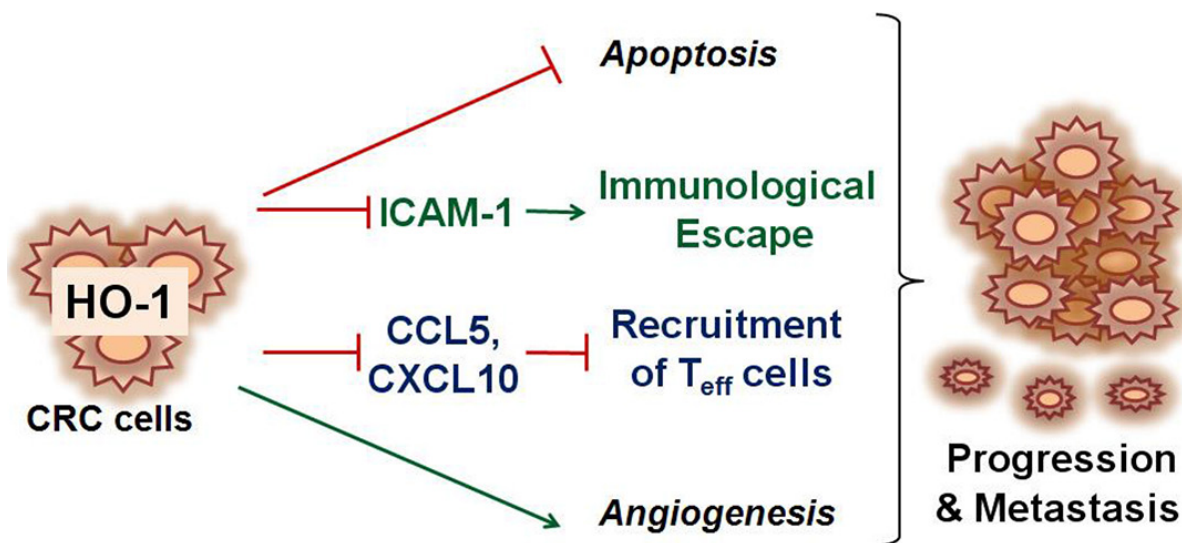 Apoptosis
ICAM-1
Immunological
Escape
HO-1
CRC cells
CCL5,
CXCL10
Recruitment
of Teff cells
Angiogenesis
Progression
& Metastasis